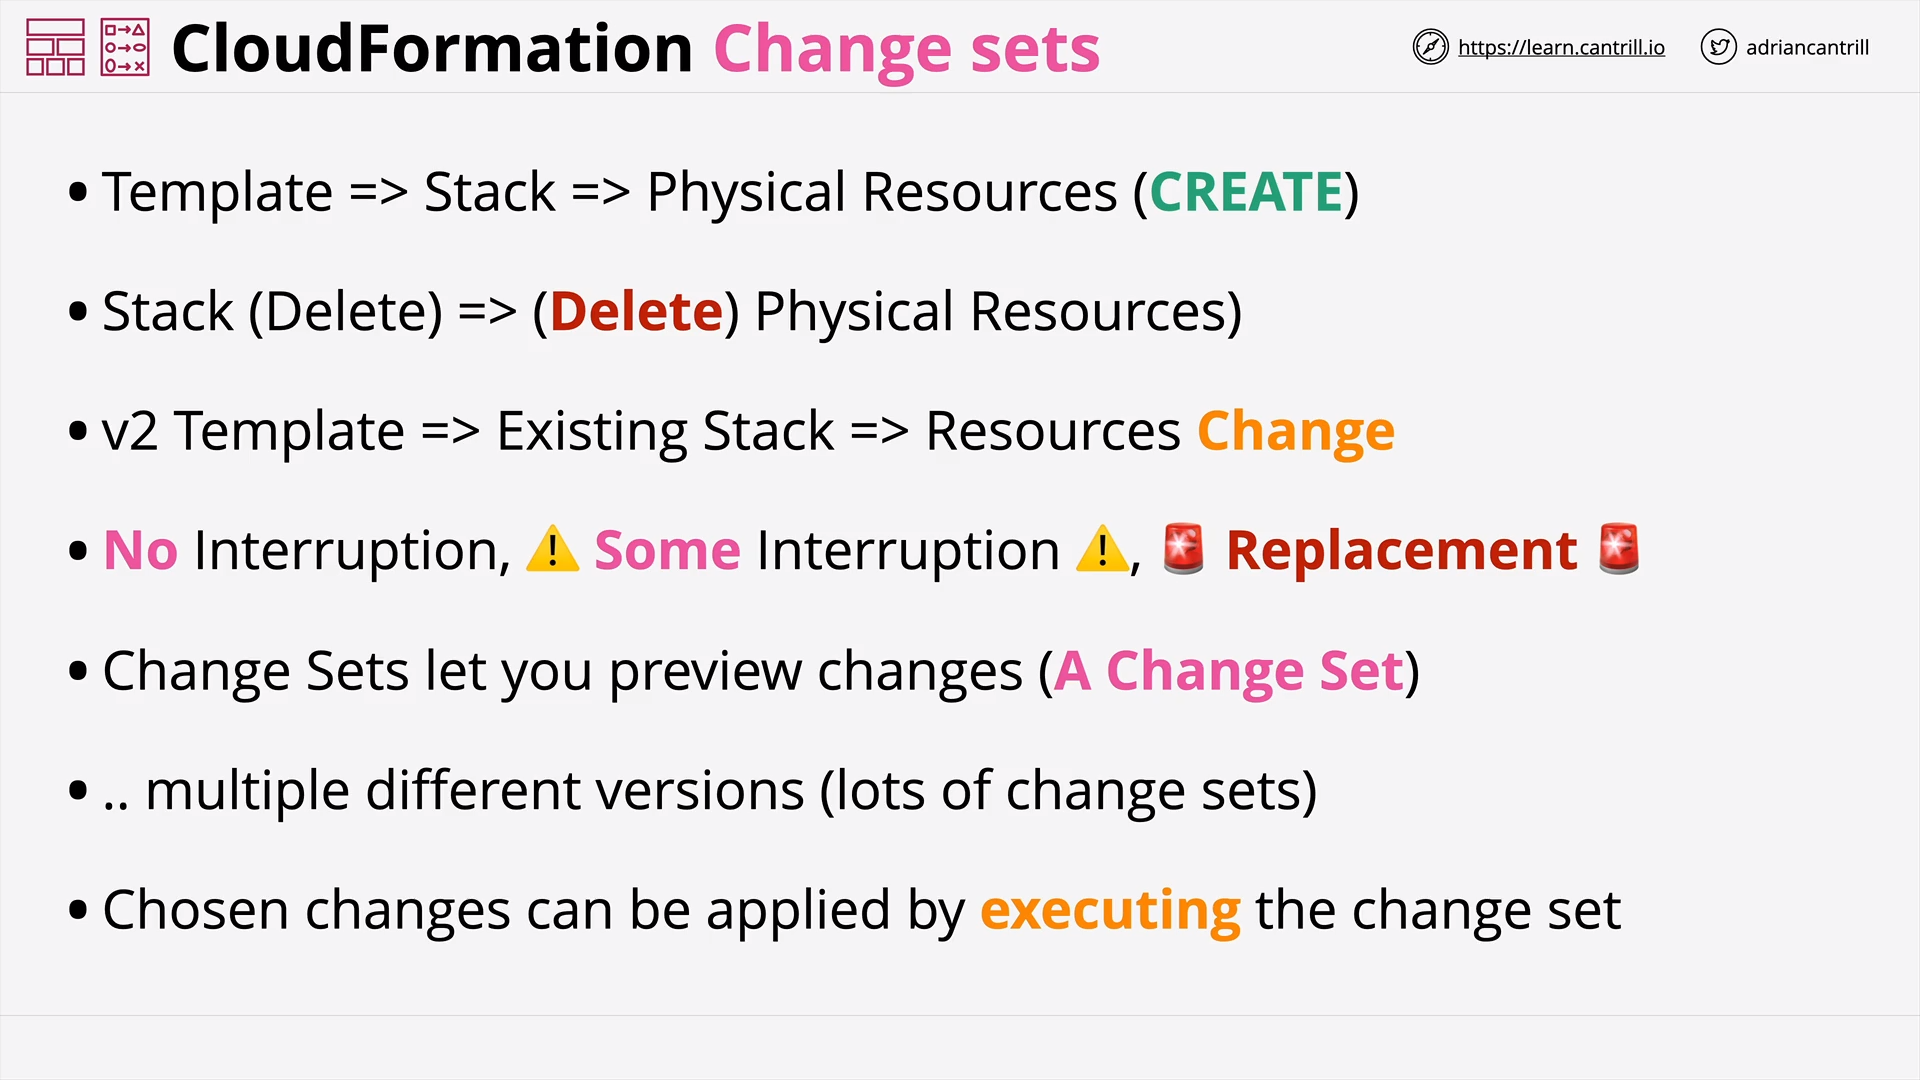 CloudFormation Change sets
https://learn.cantrill.io
adriancantrill
• Template => Stack => Physical Resources (CREATE)
• Stack (Delete) => (Delete) Physical Resources)
• v2 Template => Existing Stack => Resources Change
• No Interruption, ⚠️ Some Interruption ⚠️, 🚨 Replacement 🚨
• Change Sets let you preview changes (A Change Set)
• .. multiple different versions (lots of change sets)
• Chosen changes can be applied by executing the change set